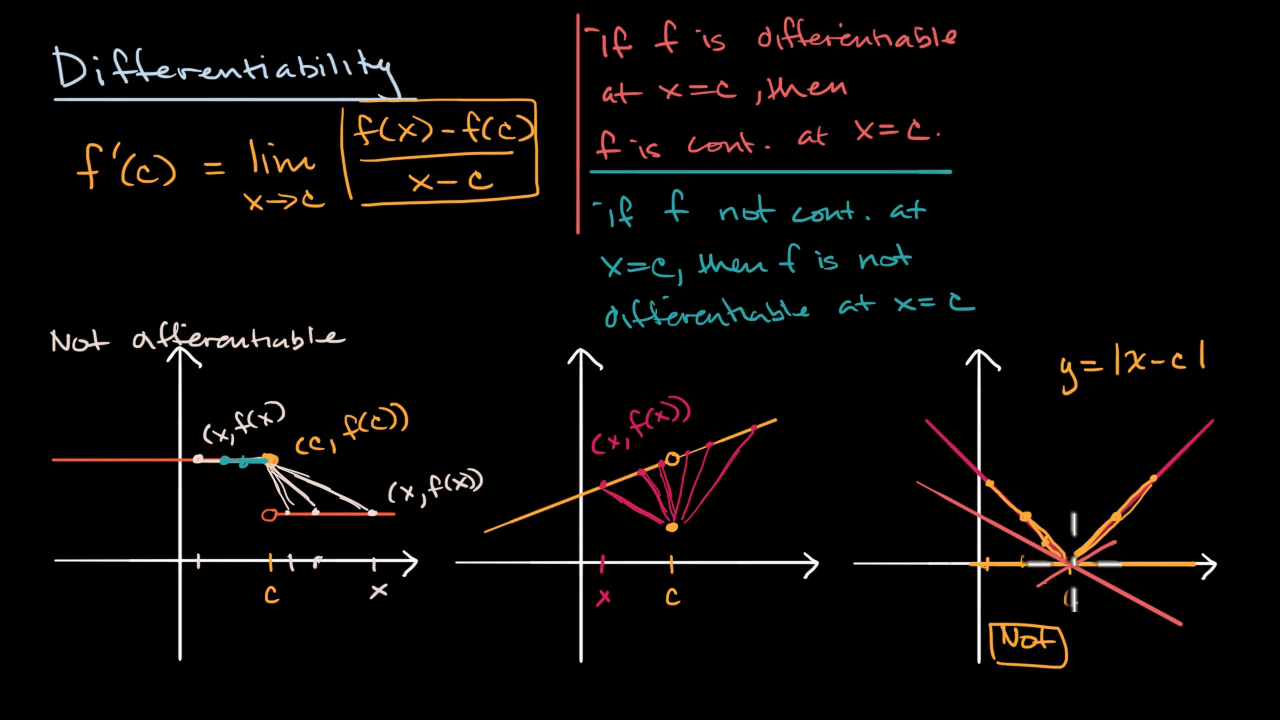 Differentiability
f'(c) = lim x→c f(x)-f(c) / x-c
If f is differentiable
at x=c, then
f is cont. at x=c.
If f not cont. at
x=c, then f is not
differentiable at x=c
Not differentiable
(x,f(x)
(c,f(c))
(x,f(x))
c
x
(x,f(x))
x
c
y=|x-c|
Not